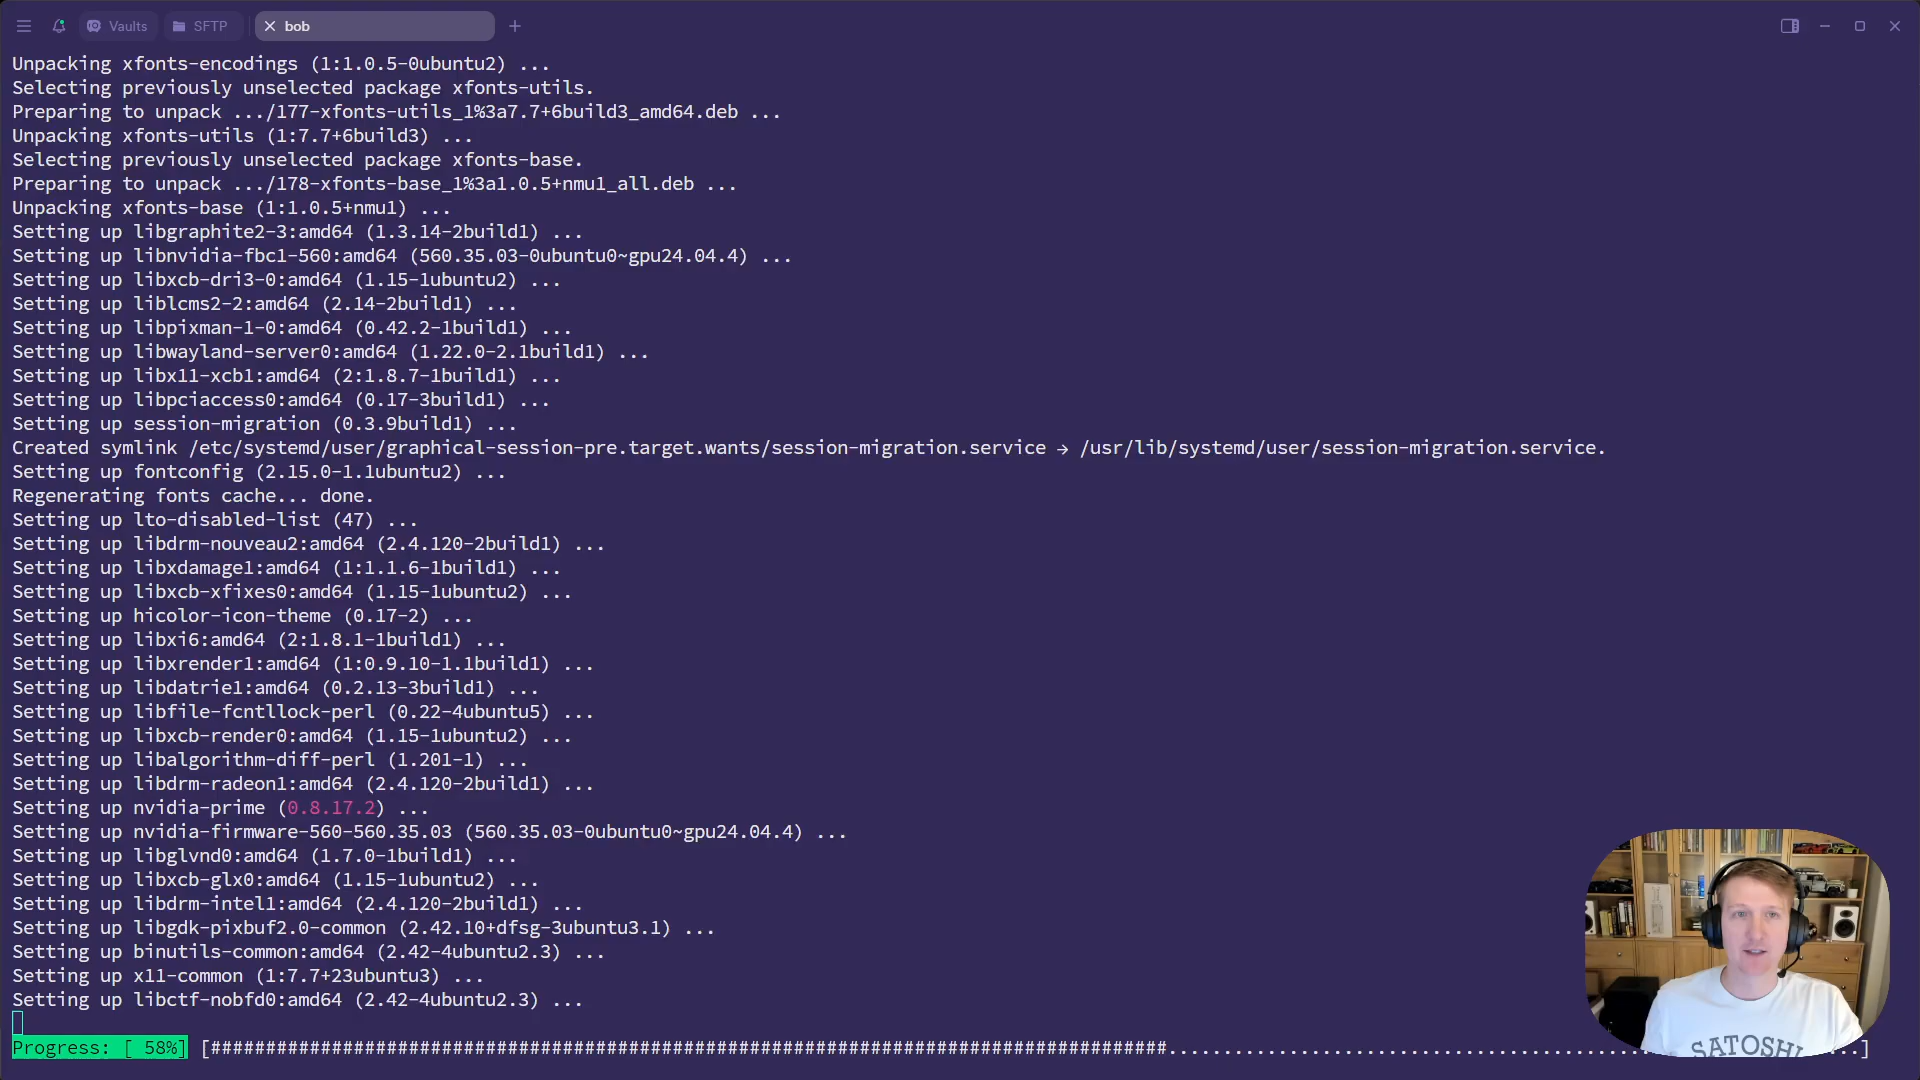 Vaults
SFTP
bob
Unpacking xfonts-encodings (1:1.0.5-0ubuntu2) ...
Selecting previously unselected package xfonts-utils.
Preparing to unpack .../177-xfonts-utils_1%3a7.7+6build3_amd64.deb ...
Unpacking xfonts-utils (1:7.7+6build3) ...
Selecting previously unselected package xfonts-base.
Preparing to unpack .../178-xfonts-base_1%3a1.0.5+nmu1_all.deb ...
Unpacking xfonts-base (1:1.0.5+nmu1) ...
Setting up libgraphite2-3:amd64 (1.3.14-2build1) ...
Setting up libnvidia-fbc1-560:amd64 (560.35.03-0ubuntu0~gpu24.04.4) ...
Setting up libxcb-dri3-0:amd64 (1.15-1ubuntu2) ...
Setting up liblcms2-2:amd64 (2.14-2build1) ...
Setting up libpixman-1-0:amd64 (0.42.2-1build1) ...
Setting up libwayland-server0:amd64 (1.22.0-2.1build1) ...
Setting up libx11-xcb1:amd64 (2:1.8.7-1build1) ...
Setting up libpciaccess0:amd64 (0.17-3build1) ...
Setting up session-migration (0.3.9build1) ...
Created symlink /etc/systemd/user/graphical-session-pre.target.wants/session-migration.service → /usr/lib/systemd/user/session-migration.service.
Setting up fontconfig (2.15.0-1.1ubuntu2) ...
Regenerating fonts cache... done.
Setting up lto-disabled-list (47) ...
Setting up libdrm-nouveau2:amd64 (2.4.120-2build1) ...
Setting up libxdamage1:amd64 (1:1.1.6-1build1) ...
Setting up libxcb-xfixes0:amd64 (1.15-1ubuntu2) ...
Setting up hicolor-icon-theme (0.17-2) ...
Setting up libxi6:amd64 (2:1.8.1-1build1) ...
Setting up libxrender1:amd64 (1:0.9.10-1.1build1) ...
Setting up libdatrie1:amd64 (0.2.13-3build1) ...
Setting up libfile-fcntllock-perl (0.22-4ubuntu5) ...
Setting up libxcb-render0:amd64 (1.15-1ubuntu2) ...
Setting up libalgorithm-diff-perl (1.201-1) ...
Setting up libdrm-radeon1:amd64 (2.4.120-2build1) ...
Setting up nvidia-prime (0.8.17.2) ...
Setting up nvidia-firmware-560-560.35.03 (560.35.03-0ubuntu0~gpu24.04.4) ...
Setting up libglvnd0:amd64 (1.7.0-1build1) ...
Setting up libxcb-glx0:amd64 (1.15-1ubuntu2) ...
Setting up libdrm-intel1:amd64 (2.4.120-2build1) ...
Setting up libgdk-pixbuf2.0-common (2.42.10+dfsg-3ubuntu3.1) ...
Setting up binutils-common:amd64 (2.42-4ubuntu2.3) ...
Setting up x11-common (1:7.7+23ubuntu3) ...
Setting up libctf-nobfd0:amd64 (2.42-4ubuntu2.3) ...
Progress: [ 58%] [#######################################################################################............................................................]
SATOSHI